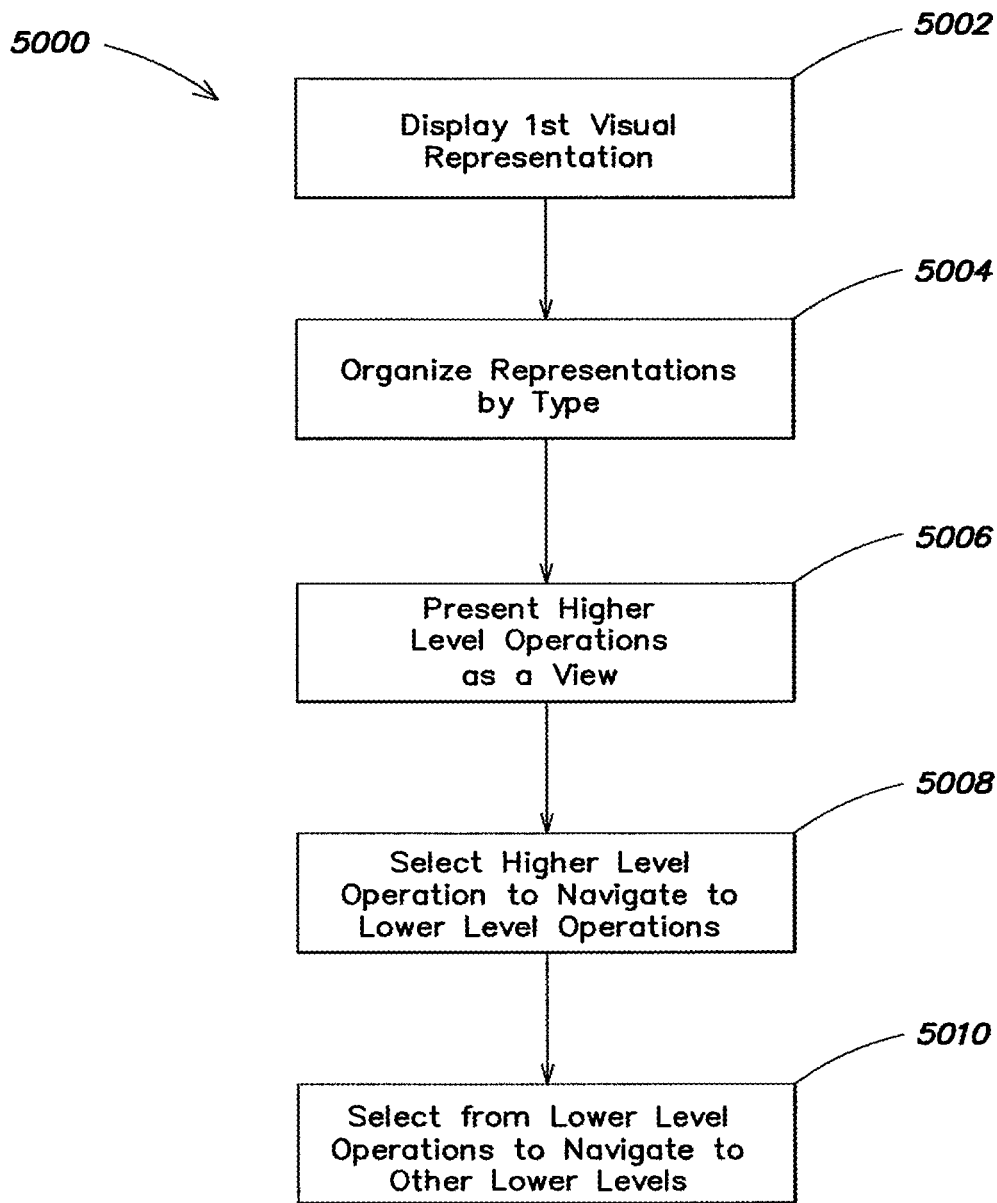 5000
5002
Display 1st Visual
Representation
5004
Organize Representations
by Type
5006
Present Higher
Level Operations
as a View
5008
Select Higher Level
Operation to Navigate to
Lower Level Operations
5010
Select from Lower Level
Operations to Navigate to
Other Lower Levels